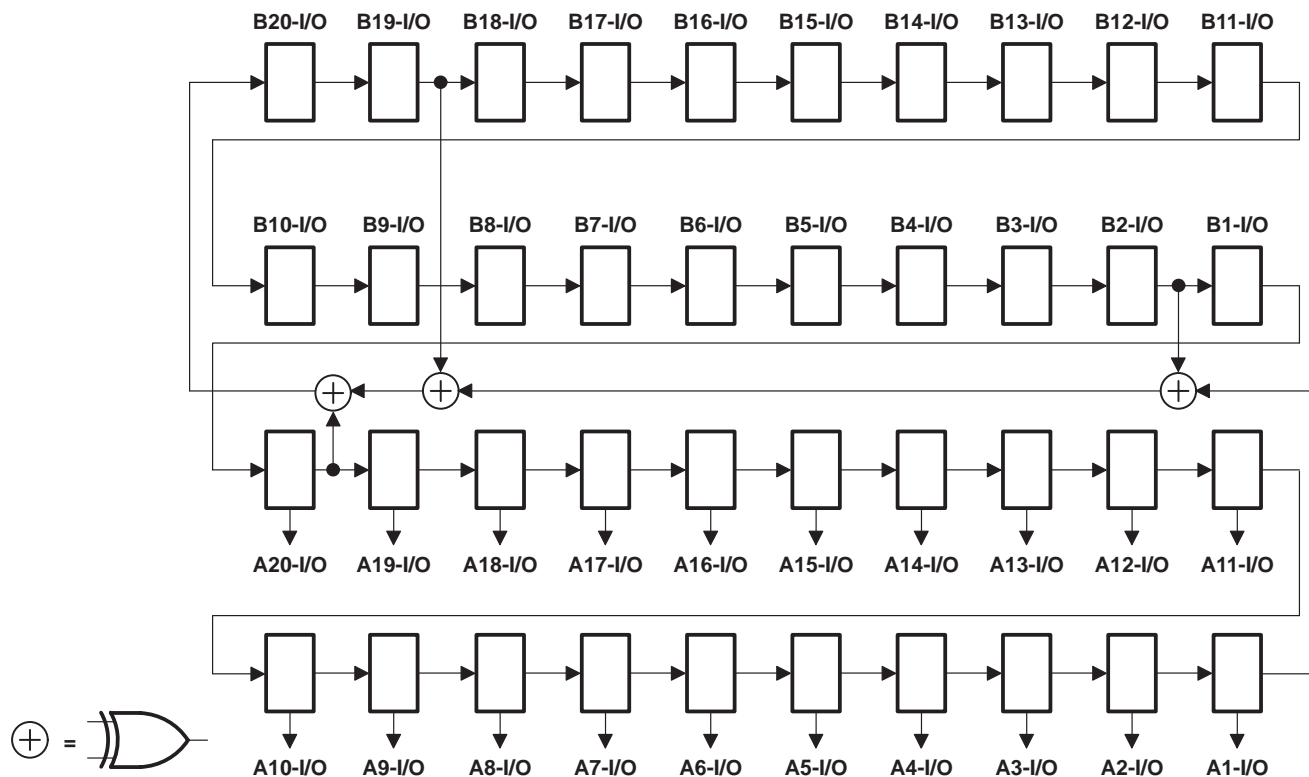 B20-I/O B19-I/O B18-I/O B17-I/O B16-I/O B15-I/O B14-I/O B13-I/O B12-I/O B11-I/O
B10-I/O B9-I/O B8-I/O B7-I/O B6-I/O B5-I/O B4-I/O B3-I/O B2-I/O B1-I/O
A20-I/O A19-I/O A18-I/O A17-I/O A16-I/O A15-I/O A14-I/O A13-I/O A12-I/O A11-I/O
=
A10-I/O A9-I/O A8-I/O A7-I/O A6-I/O A5-I/O A4-I/O A3-I/O A2-I/O A1-I/O